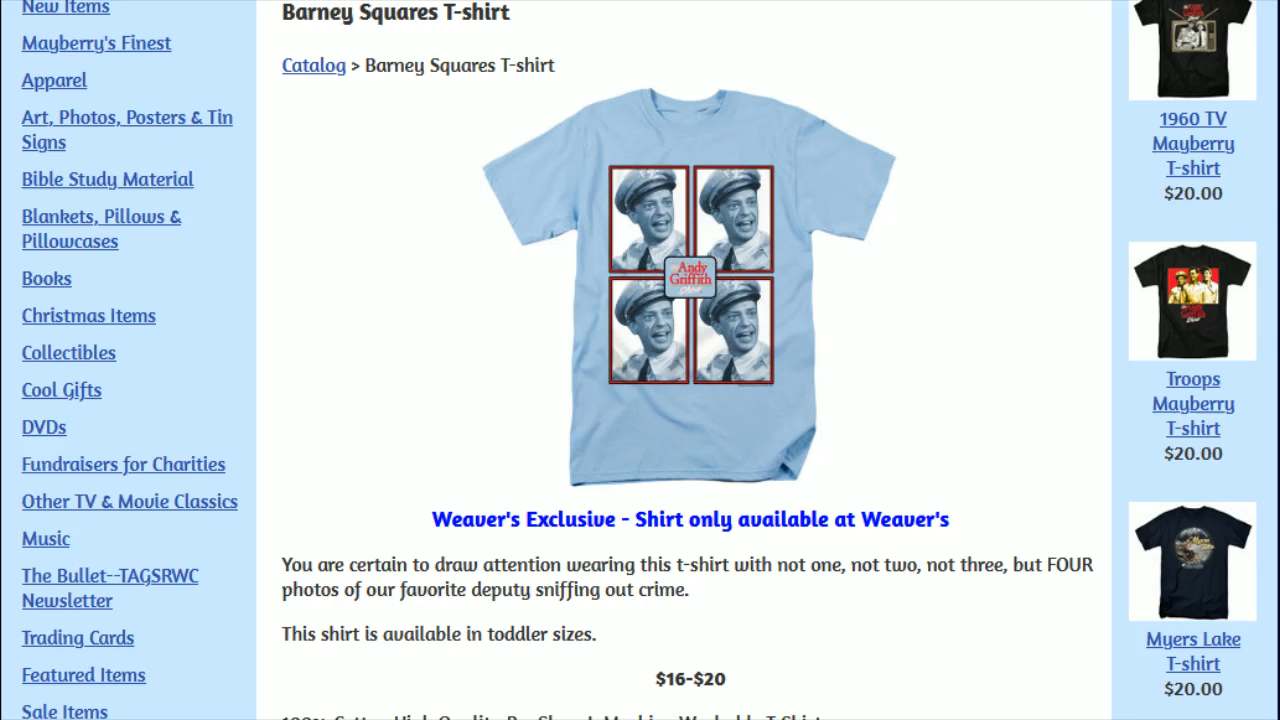 New Items
Mayberry's Finest
Apparel
Art, Photos, Posters & Tin
Signs
Bible Study Material
Blankets, Pillows &
Pillowcases
Books
Christmas Items
Collectibles
Cool Gifts
DVDs
Fundraisers for Charities
Other TV & Movie Classics
Music
The Bullet--TAGSRWC
Newsletter
Trading Cards
Featured Items
Sale Items
Barney Squares T-shirt
Catalog > Barney Squares T-shirt
Andy
Griffith
Show
Weaver's Exclusive - Shirt only available at Weaver's
You are certain to draw attention wearing this t-shirt with not one, not two, not three, but FOUR
photos of our favorite deputy sniffing out crime.
This shirt is available in toddler sizes.
$16-$20
1960 TV
Mayberry
T-shirt
$20.00
Troops
Mayberry
T-shirt
$20.00
Myers Lake
T-shirt
$20.00